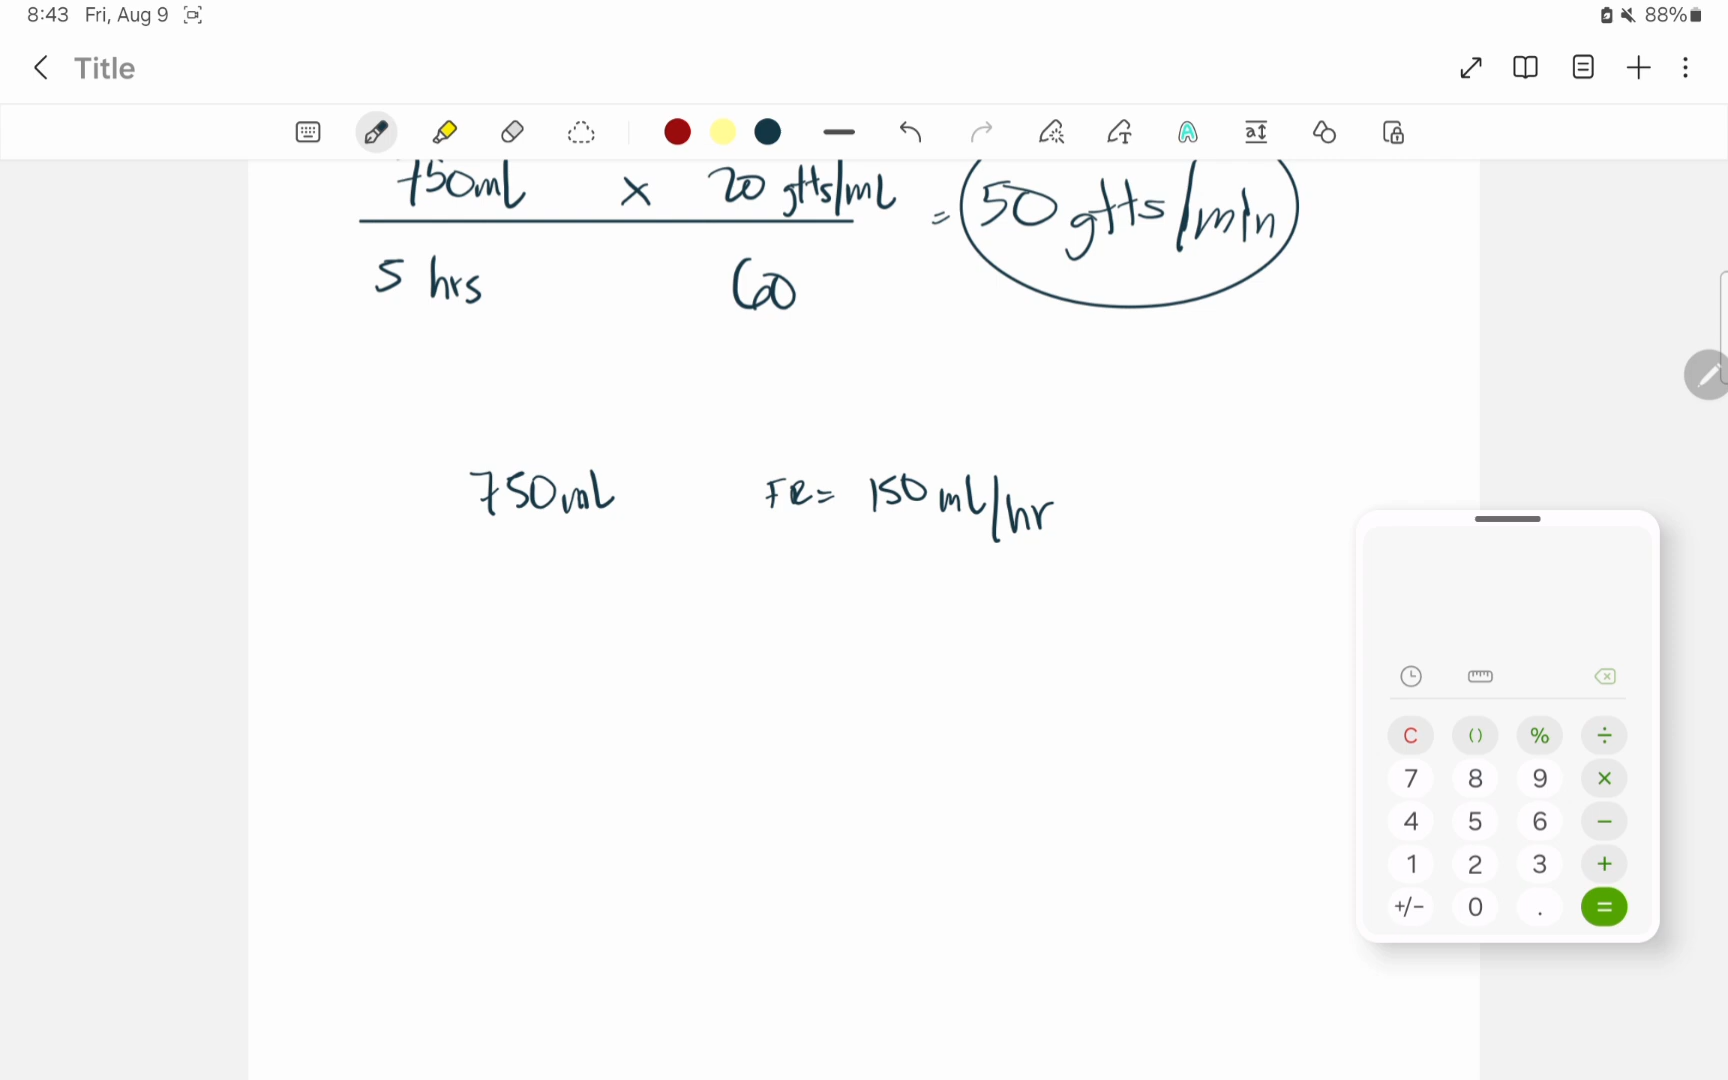 8:43 Fri, Aug 9 88%
Title
750mL x 20 gtts/mL = 50 gtts/min
5 hrs 60
750mL FR= 150 mL/hr
C () % ÷
7 8 9 ×
4 5 6 −
1 2 3 +
+/− 0 . =